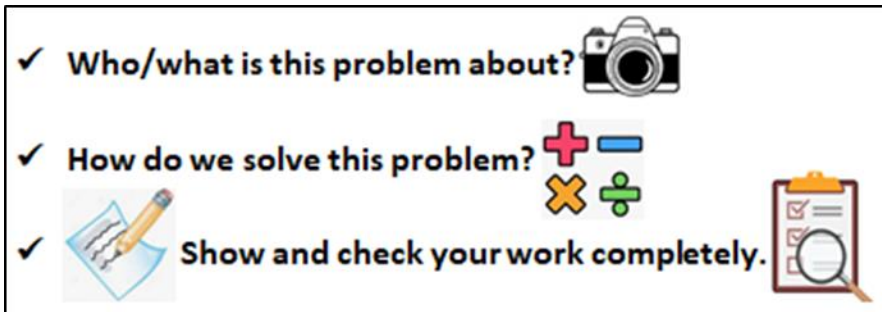 ✓ Who/what is this problem about?
✓ How do we solve this problem?
✓ Show and check your work completely.